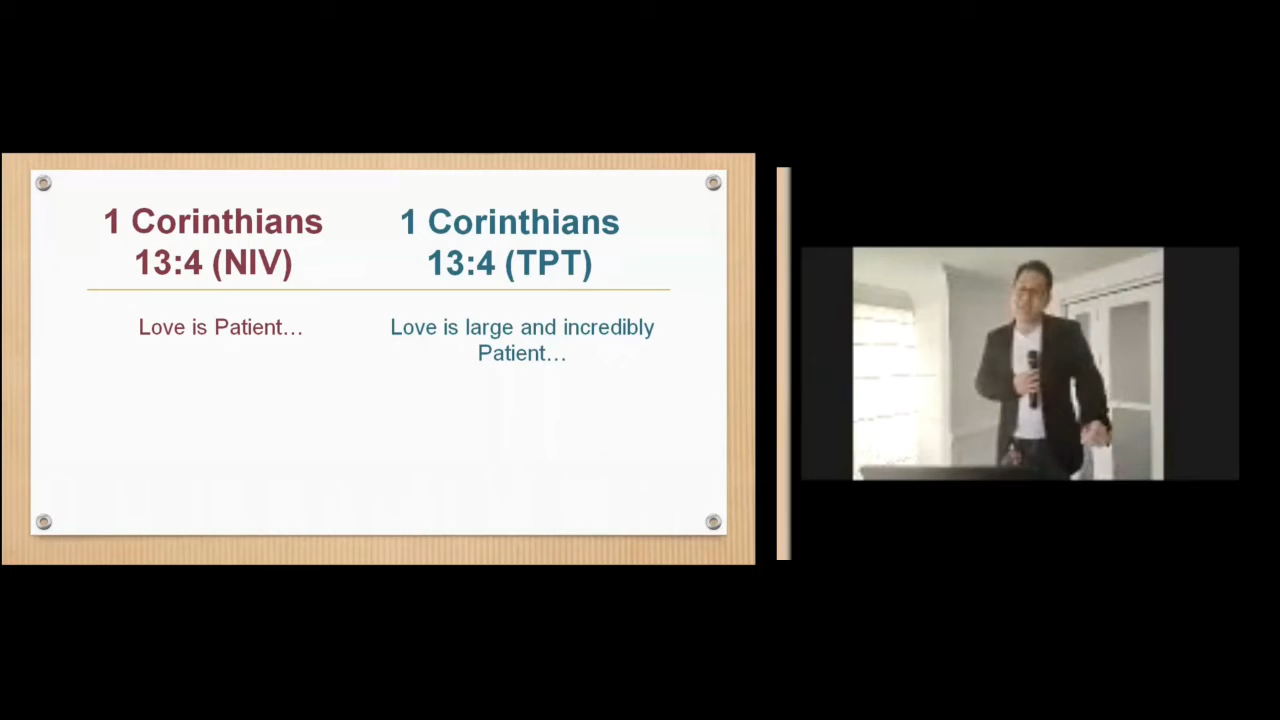 1 Corinthians
13:4 (NIV)
Love is Patient…
1 Corinthians
13:4 (TPT)
Love is large and incredibly
Patient…